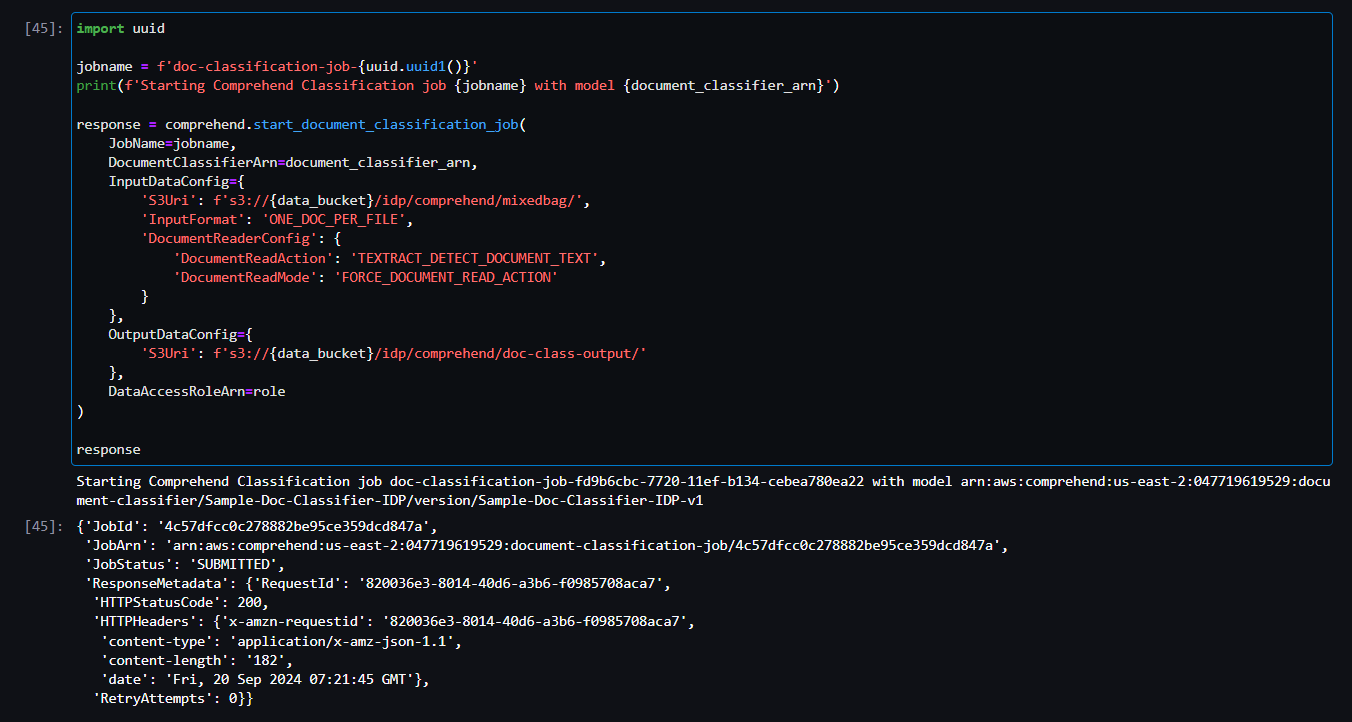 [45]: import uuid
jobname = f'doc-classification-job-{uuid.uuid1()}'
print(f'Starting Comprehend Classification job {jobname} with model {document_classifier_arn}')
response = comprehend.start_document_classification_job(
    JobName=jobname,
    DocumentClassifierArn=document_classifier_arn,
    InputDataConfig={
        'S3Uri': f's3://{data_bucket}/idp/comprehend/mixedbag/',
        'InputFormat': 'ONE_DOC_PER_FILE',
        'DocumentReaderConfig': {
            'DocumentReadAction': 'TEXTRACT_DETECT_DOCUMENT_TEXT',
            'DocumentReadMode': 'FORCE_DOCUMENT_READ_ACTION'
        }
    },
    OutputDataConfig={
        'S3Uri': f's3://{data_bucket}/idp/comprehend/doc-class-output/'
    },
    DataAccessRoleArn=role
)
response
Starting Comprehend Classification job doc-classification-job-fd9b6cbc-7720-11ef-b134-cebea780ea22 with model arn:aws:comprehend:us-east-2:047719619529:docu
ment-classifier/Sample-Doc-Classifier-IDP/version/Sample-Doc-Classifier-IDP-v1
[45]: {'JobId': '4c57dfcc0c278882be95ce359dcd847a',
 'JobArn': 'arn:aws:comprehend:us-east-2:047719619529:document-classification-job/4c57dfcc0c278882be95ce359dcd847a',
 'JobStatus': 'SUBMITTED',
 'ResponseMetadata': {'RequestId': '820036e3-8014-40d6-a3b6-f0985708aca7',
  'HTTPStatusCode': 200,
  'HTTPHeaders': {'x-amzn-requestid': '820036e3-8014-40d6-a3b6-f0985708aca7',
   'content-type': 'application/x-amz-json-1.1',
   'content-length': '182',
   'date': 'Fri, 20 Sep 2024 07:21:45 GMT'},
  'RetryAttempts': 0}}